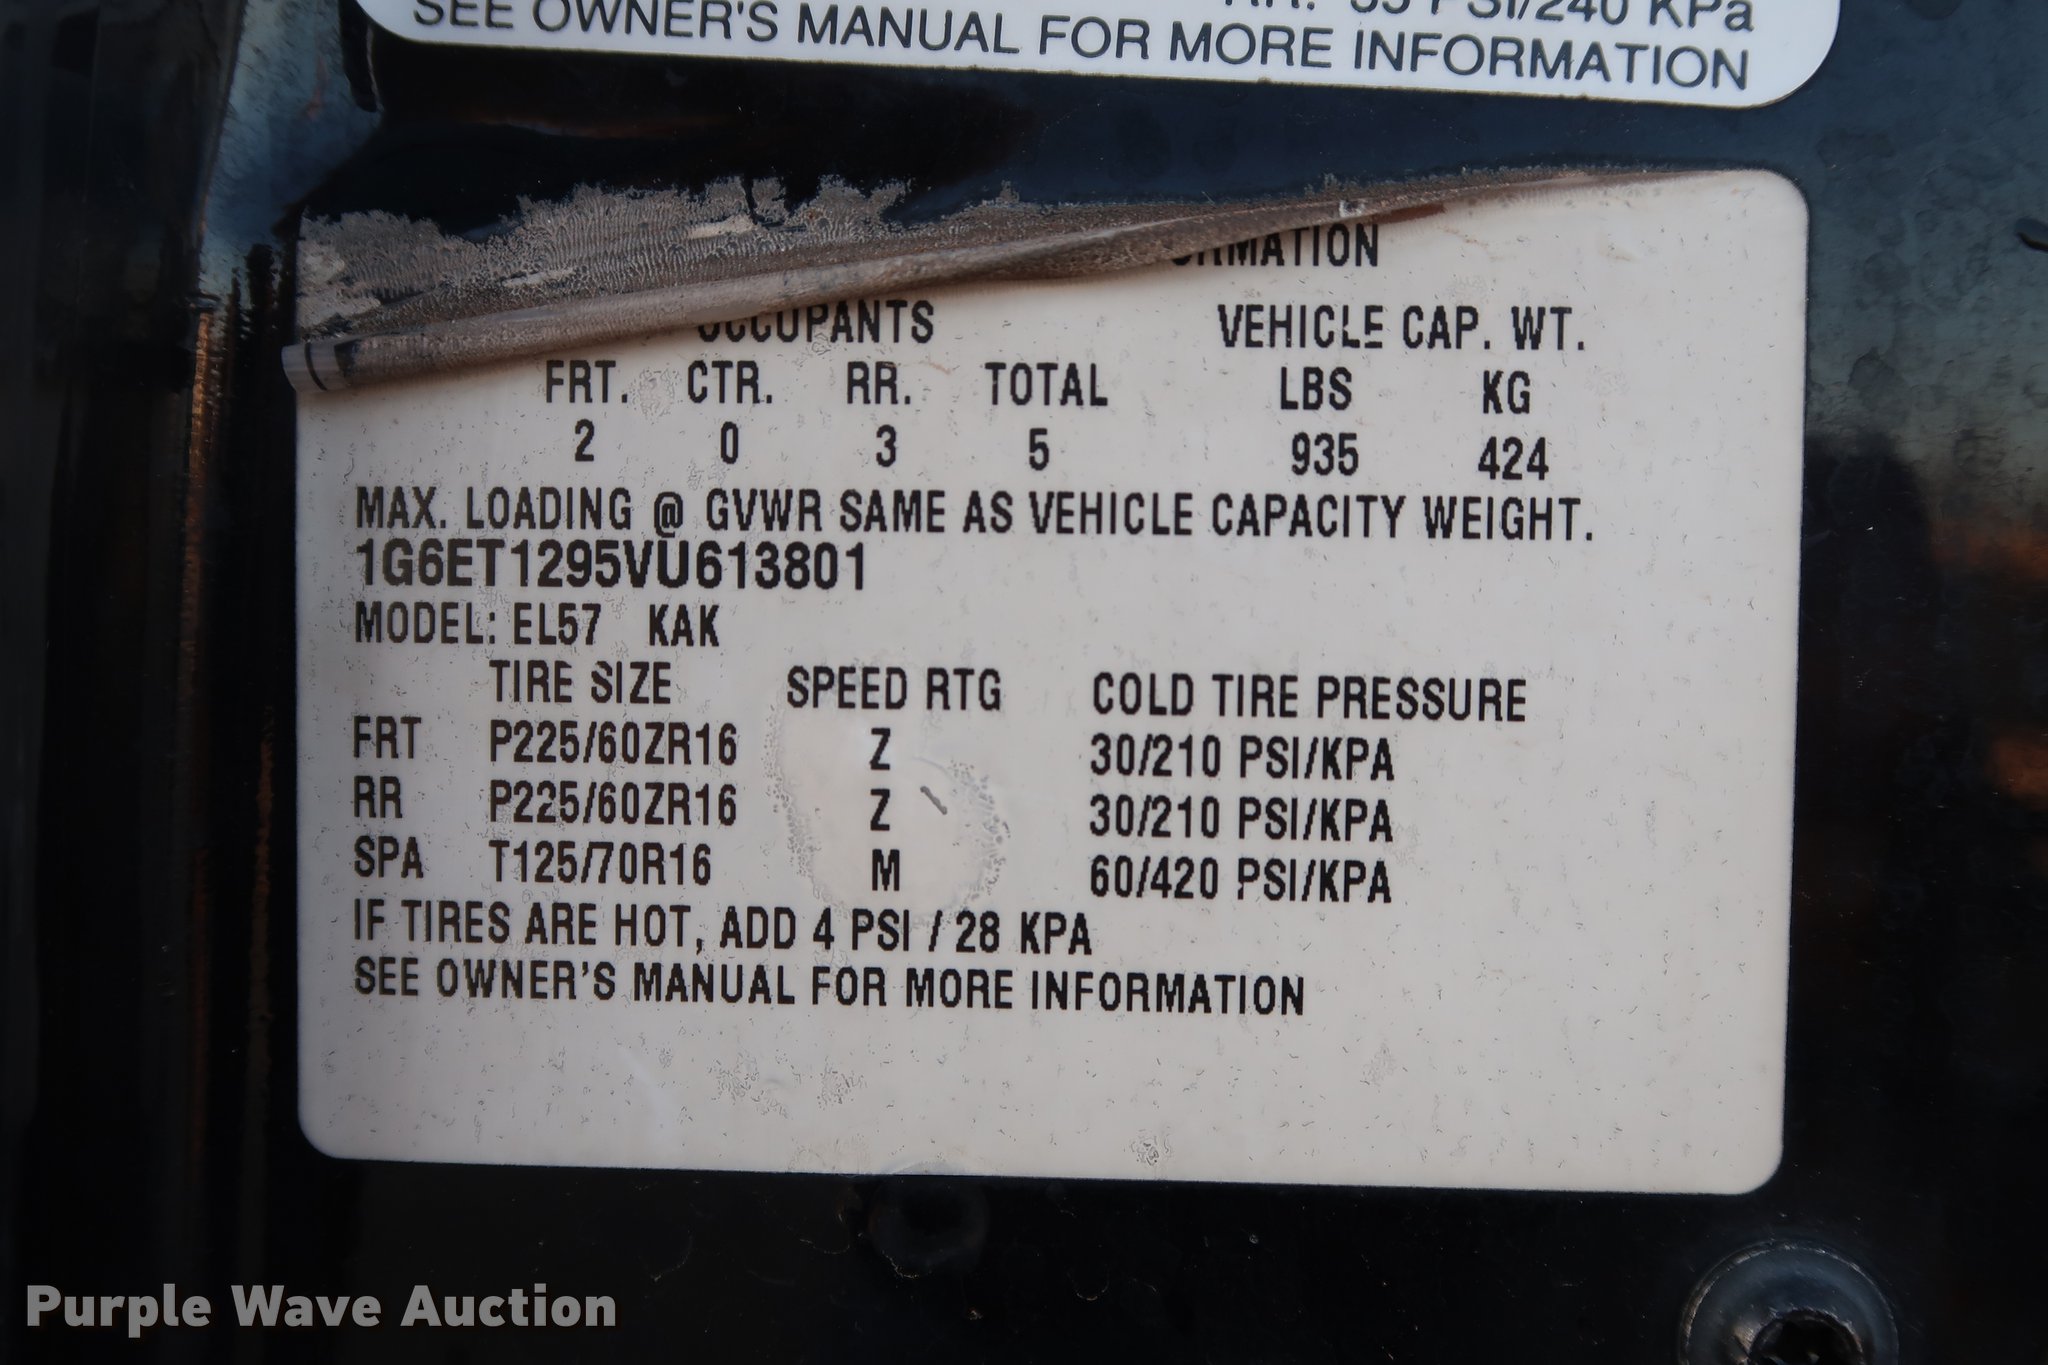 PSI/240 KPa
SEE OWNER'S MANUAL FOR MORE INFORMATION
OCCUPANTS VEHICLE CAP. WT.
FRT. CTR. RR. TOTAL LBS KG
2 0 3 5 935 424
MAX. LOADING @ GVWR SAME AS VEHICLE CAPACITY WEIGHT.
1G6ET1295VU613801
MODEL: EL57 KAK
TIRE SIZE SPEED RTG COLD TIRE PRESSURE
FRT P225/60ZR16 Z 30/210 PSI/KPA
RR P225/60ZR16 Z 30/210 PSI/KPA
SPA T125/70R16 M 60/420 PSI/KPA
IF TIRES ARE HOT, ADD 4 PSI / 28 KPA
SEE OWNER'S MANUAL FOR MORE INFORMATION
Purple Wave Auction